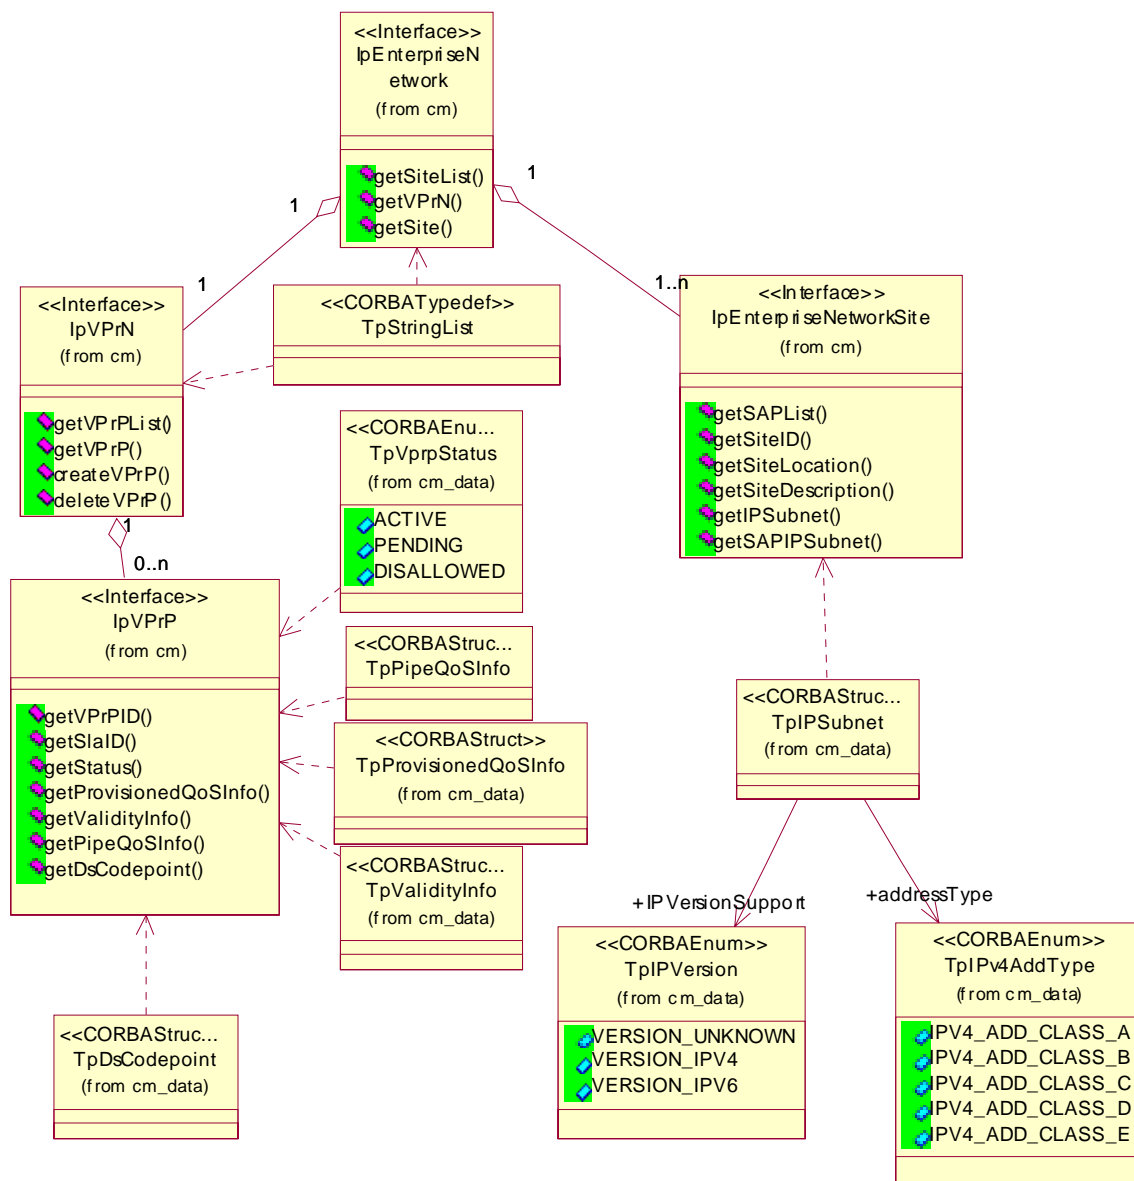 <<Interface>>
IpEnterpriseN
etwork
(from cm)
getSiteList()
getVPrN()
getSite()
1
1
1
1..n
<<Interface>>
IpVPrN
(from cm)
getVPrPList()
getVPrP()
createVPrP()
deleteVPrP()
<<CORBATypedef>>
TpStringList
<<Interface>>
IpEnterpriseNetworkSite
(from cm)
getSAPList()
getSiteID()
getSiteLocation()
getSiteDescription()
getIPSubnet()
getSAPIPSubnet()
<<CORBAEnu...
TpVprpStatus
(from cm_data)
ACTIVE
PENDING
DISALLOWED
1
0..n
<<Interface>>
IpVPrP
(from cm)
getVPrPID()
getSlaID()
getStatus()
getProvisionedQoSInfo()
getValidityInfo()
getPipeQoSInfo()
getDsCodepoint()
<<CORBAStruc...
TpPipeQoSInfo
<<CORBAStruct>>
TpProvisionedQoSInfo
(from cm_data)
<<CORBAStruc...
TpValidityInfo
(from cm_data)
<<CORBAStruc...
TpIPSubnet
(from cm_data)
+IPVersionSupport
+addressType
<<CORBAEnum>>
TpIPVersion
(from cm_data)
VERSION_UNKNOWN
VERSION_IPV4
VERSION_IPV6
<<CORBAEnum>>
TpIPv4AddType
(from cm_data)
IPV4_ADD_CLASS_A
IPV4_ADD_CLASS_B
IPV4_ADD_CLASS_C
IPV4_ADD_CLASS_D
IPV4_ADD_CLASS_E
<<CORBAStruc...
TpDsCodepoint
(from cm_data)